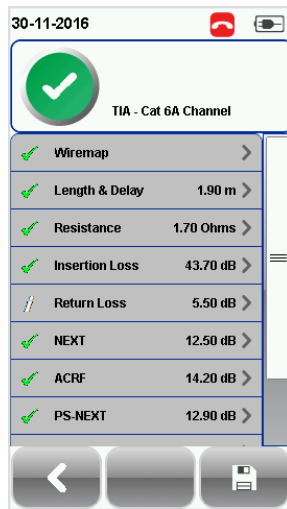 30-11-2016
TIA - Cat 6A Channel
Wiremap
Length & Delay 1.90 m
Resistance 1.70 Ohms
Insertion Loss 43.70 dB
Return Loss 5.50 dB
NEXT 12.50 dB
ACRF 14.20 dB
PS-NEXT 12.90 dB